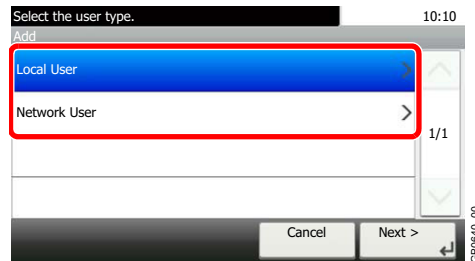 Select the user type.
10:10
Add
Local User
Network User
1/1
Cancel
Next >